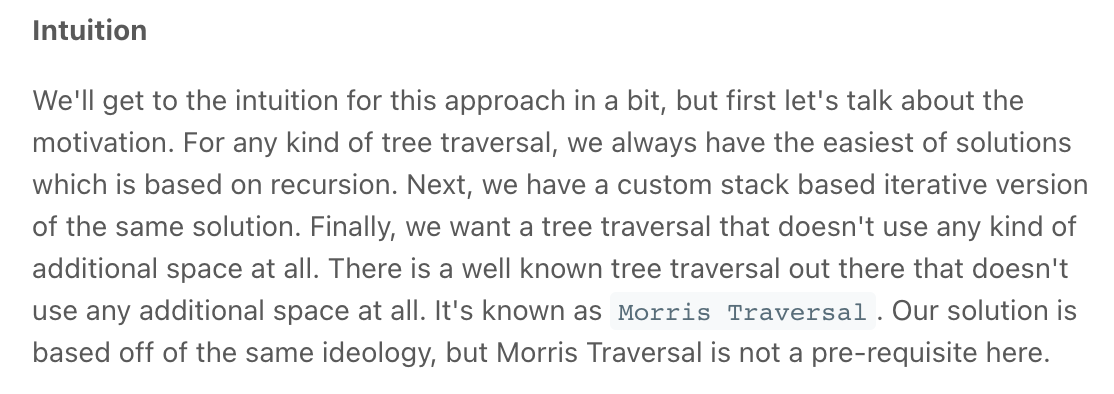 Intuition
We'll get to the intuition for this approach in a bit, but first let's talk about the
motivation. For any kind of tree traversal, we always have the easiest of solutions
which is based on recursion. Next, we have a custom stack based iterative version
of the same solution. Finally, we want a tree traversal that doesn't use any kind of
additional space at all. There is a well known tree traversal out there that doesn't
use any additional space at all. It's known as Morris Traversal. Our solution is
based off of the same ideology, but Morris Traversal is not a pre-requisite here.